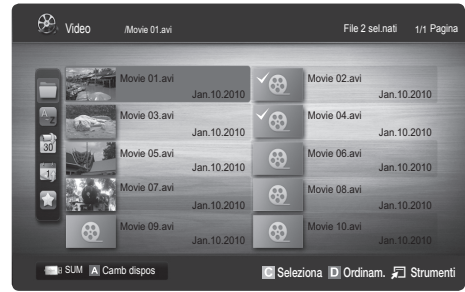 Video /Movie 01.avi File 2 sel.nati 1/1 Pagina
Movie 01.avi Movie 02.avi
Jan.10.2010 Jan.10.2010
Movie 03.avi Movie 04.avi
Jan.10.2010 Jan.10.2010
Movie 05.avi Movie 06.avi
Jan.10.2010 Jan.10.2010
Movie 07.avi Movie 08.avi
Jan.10.2010 Jan.10.2010
Movie 09.avi Movie 10.avi
Jan.10.2010 Jan.10.2010
30
1
SUM A Camb dispos C Seleziona D Ordinam. Strumenti